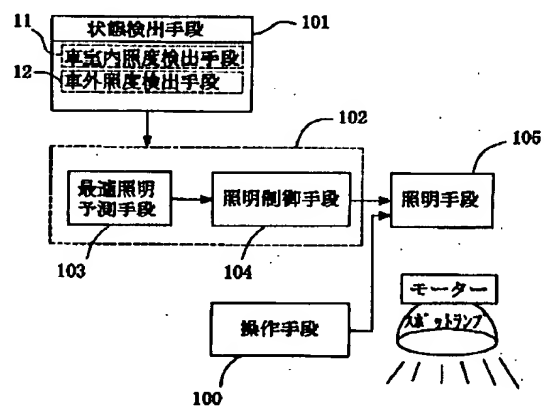 状態検出手段
11
101
車室内照度検出手段
12
車外照度検出手段
102
105
最適照明
予測手段
照明制御手段
照明手段
103
104
モーター
操作手段
スポットランプ
100